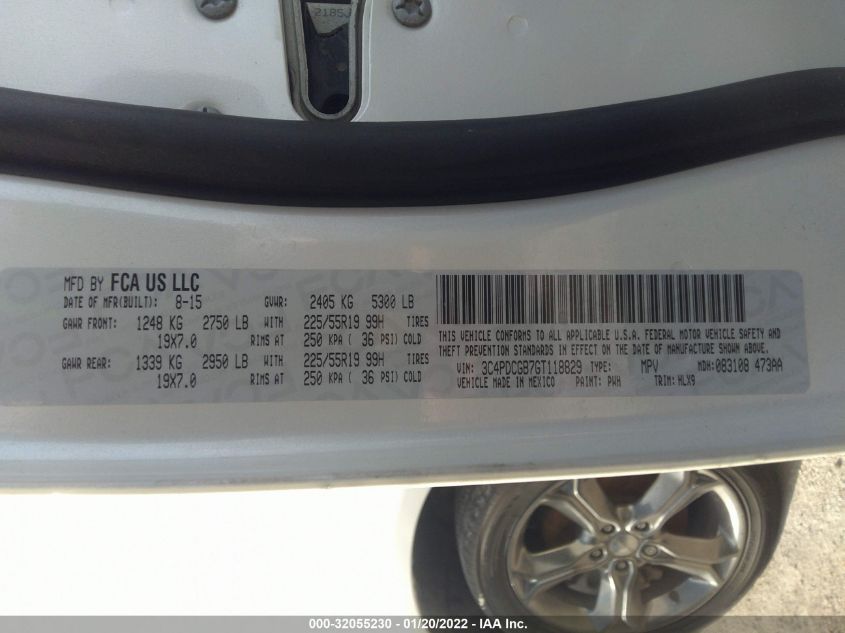 218SJ
MFD BY FCA US LLC
DATE OF MFR(BUILT): 8-15 GVWR: 2405 KG 5300 LB
GAWR FRONT: 1248 KG 2750 LB WITH 225/55R19 99H TIRES
19X7.0 RIMS AT 250 KPA ( 36 PSI) COLD
GAWR REAR: 1339 KG 2950 LB WITH 225/55R19 99H TIRES
19X7.0 RIMS AT 250 KPA ( 36 PSI) COLD
THIS VEHICLE CONFORMS TO ALL APPLICABLE U.S.A. FEDERAL MOTOR VEHICLE SAFETY AND
THEFT PREVENTION STANDARDS IN EFFECT ON THE DATE OF MANUFACTURE SHOWN ABOVE.
VIN: 3C4PDCGB7GT118829 TYPE: MPV MDH: 083108 473AA
VEHICLE MADE IN MEXICO PAINT: PWH TRIM: HLX9
000-32055230 - 01/20/2022 - IAA Inc.